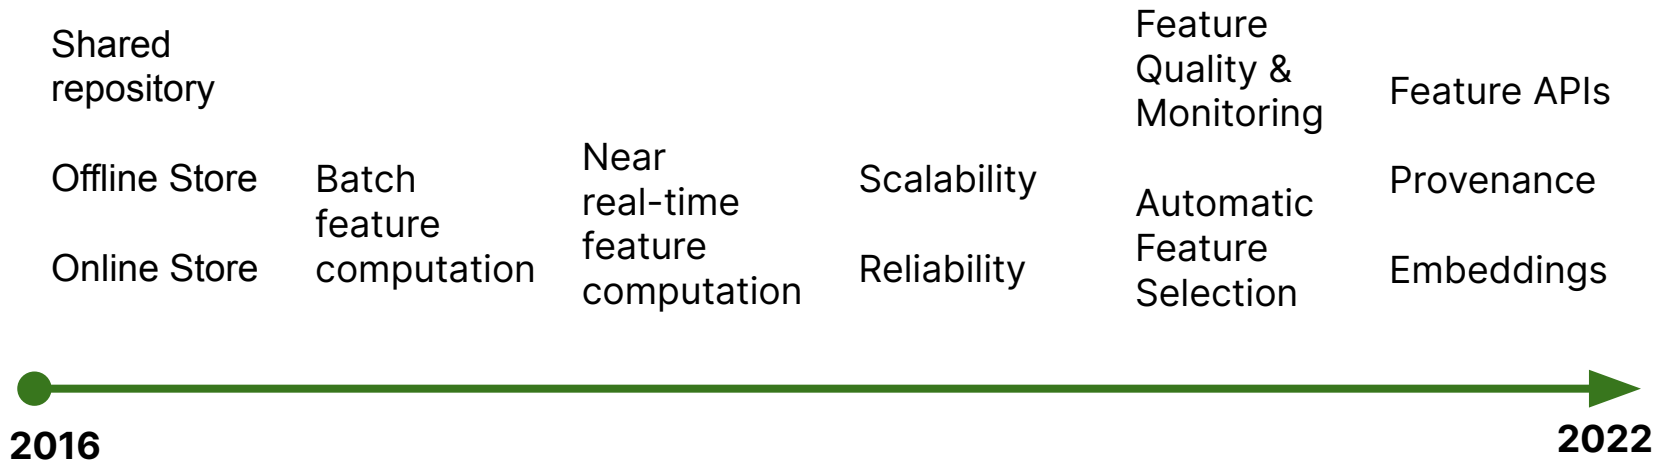 Shared
repository
Offline Store
Online Store
Batch
feature
computation
Near
real-time
feature
computation
Scalability
Reliability
Feature
Quality &
Monitoring
Automatic
Feature
Selection
Feature APIs
Provenance
Embeddings
2016
2022